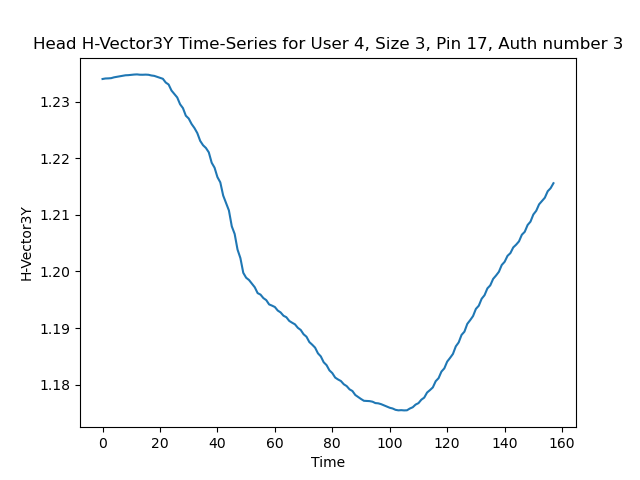 Head H-Vector3Y Time-Series for User 4, Size 3, Pin 17, Auth number 3
H-Vector3Y
1.23
1.22
1.21
1.20
1.19
1.18
0 20 40 60 80 100 120 140 160
Time